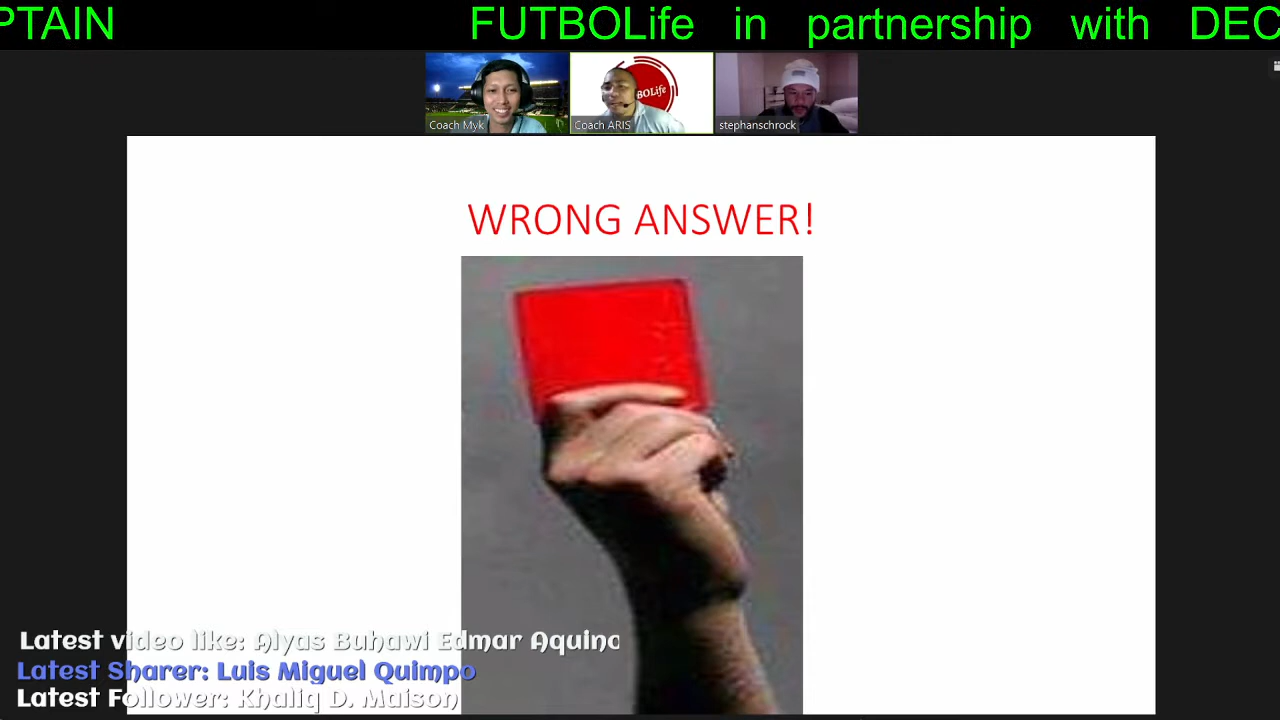 PTAIN FUTBOLife in partnership with DEC
BOLife
Coach Myk
Coach ARIS
stephanschrock
WRONG ANSWER!
Latest video like: Alyas Buhawi Edmar Aquino
Latest Sharer: Luis Miguel Quimpo
Latest Follower: Khaliq D. Maison